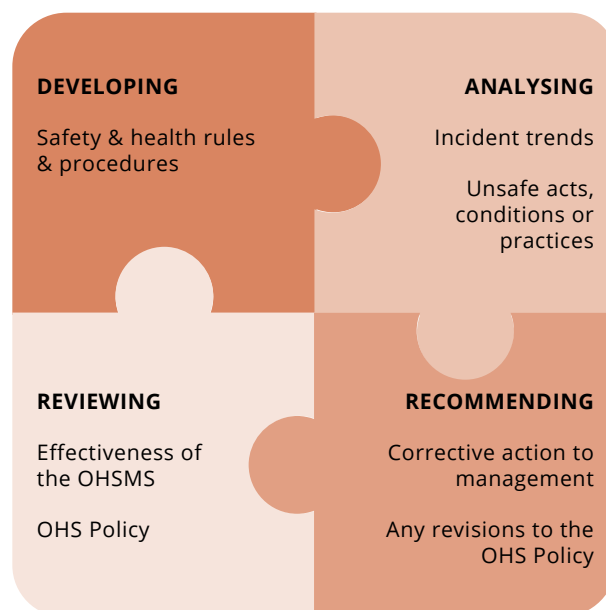 DEVELOPING
Safety & health rules
& procedures
ANALYSING
Incident trends
Unsafe acts,
conditions or
practices
REVIEWING
Effectiveness of
the OHSMS
OHS Policy
RECOMMENDING
Corrective action to
management
Any revisions to the
OHS Policy